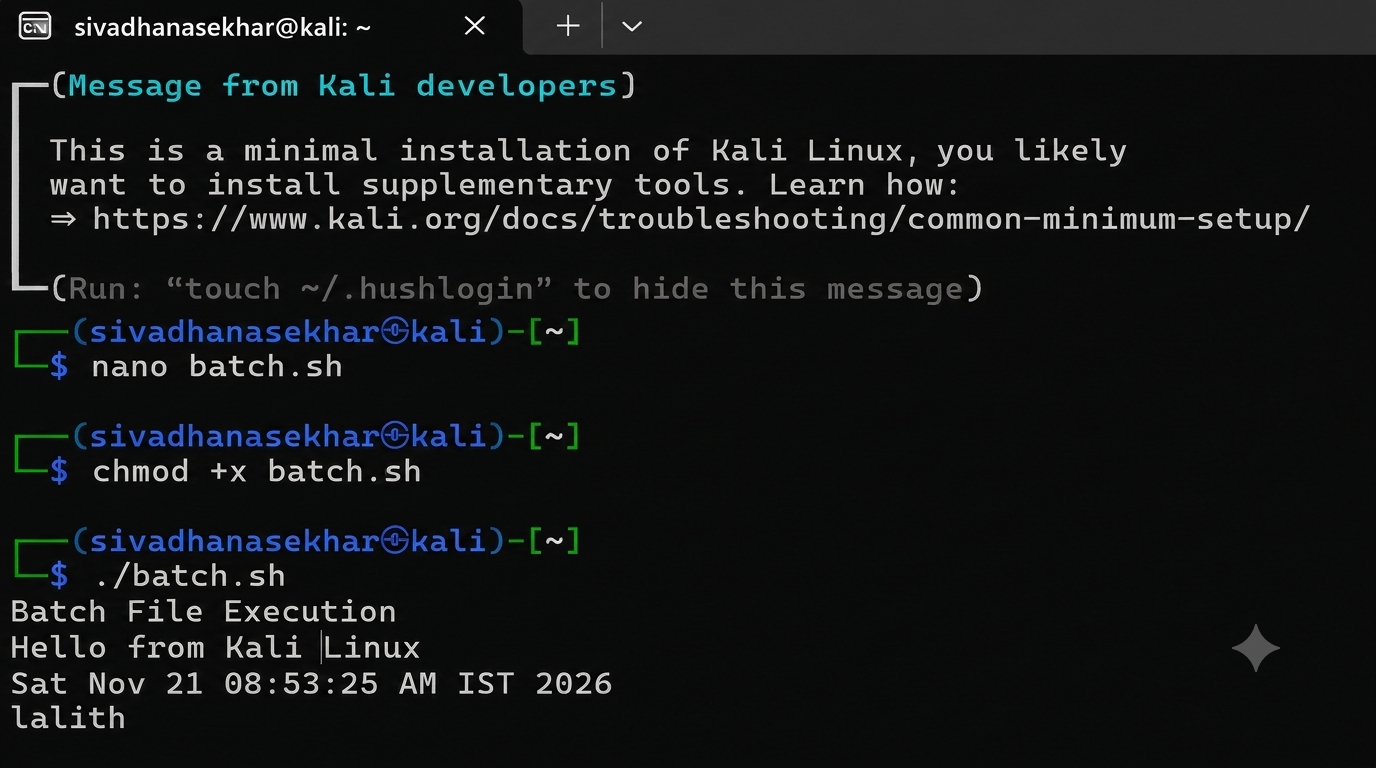 sivadhanasekhar@kali: ~
(Message from Kali developers)
This is a minimal installation of Kali Linux, you likely
want to install supplementary tools. Learn how:
⇒ https://www.kali.org/docs/troubleshooting/common-minimum-setup/
(Run: “touch ~/.hushlogin” to hide this message)
┌──(sivadhanasekhar㉿kali)-[~]
└─$ nano batch.sh
┌──(sivadhanasekhar㉿kali)-[~]
└─$ chmod +x batch.sh
┌──(sivadhanasekhar㉿kali)-[~]
└─$ ./batch.sh
Batch File Execution
Hello from Kali Linux
Sat Nov 21 08:53:25 AM IST 2026
lalith